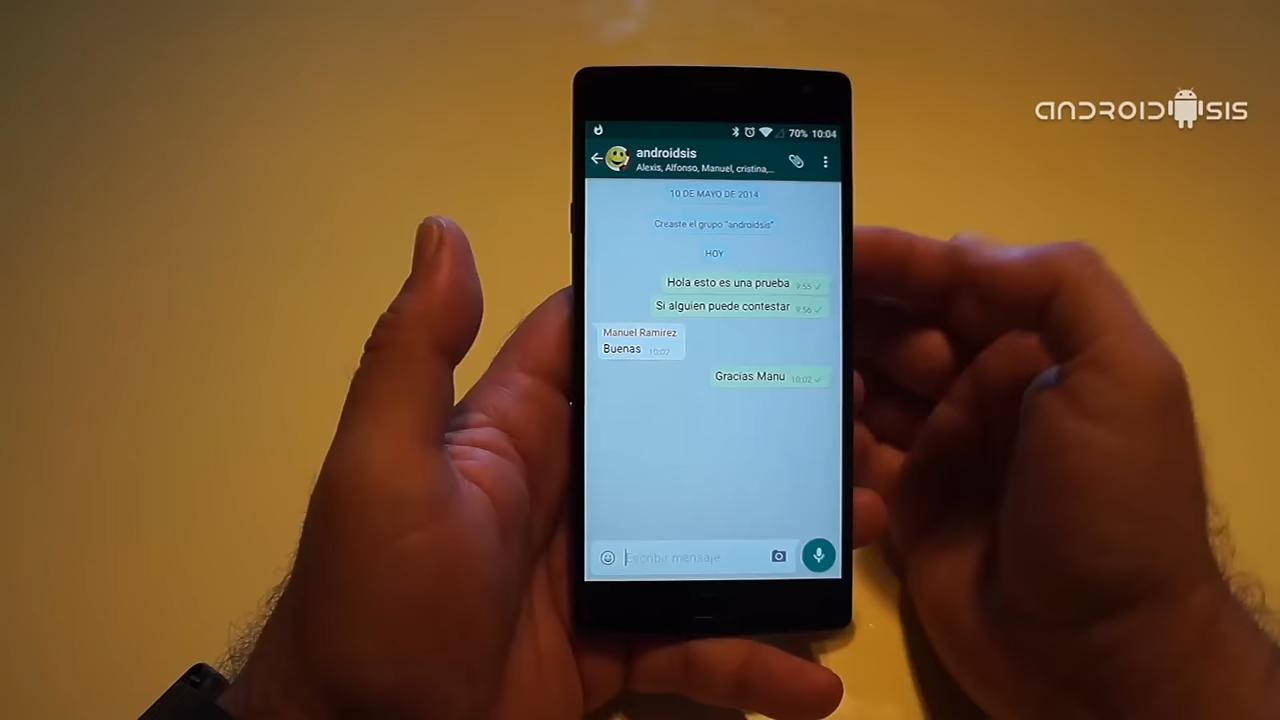 ANDROIDSIS
70% 10:04
androidsis
Alexis, Alfonso, Manuel, cristina,...
10 DE MAYO DE 2014
Creaste el grupo "androidsis"
HOY
Hola esto es una prueba 9:55
Si alguien puede contestar 9:56
Manuel Ramirez
Buenas 10:02
Gracias Manu 10:02
Escribir mensaje